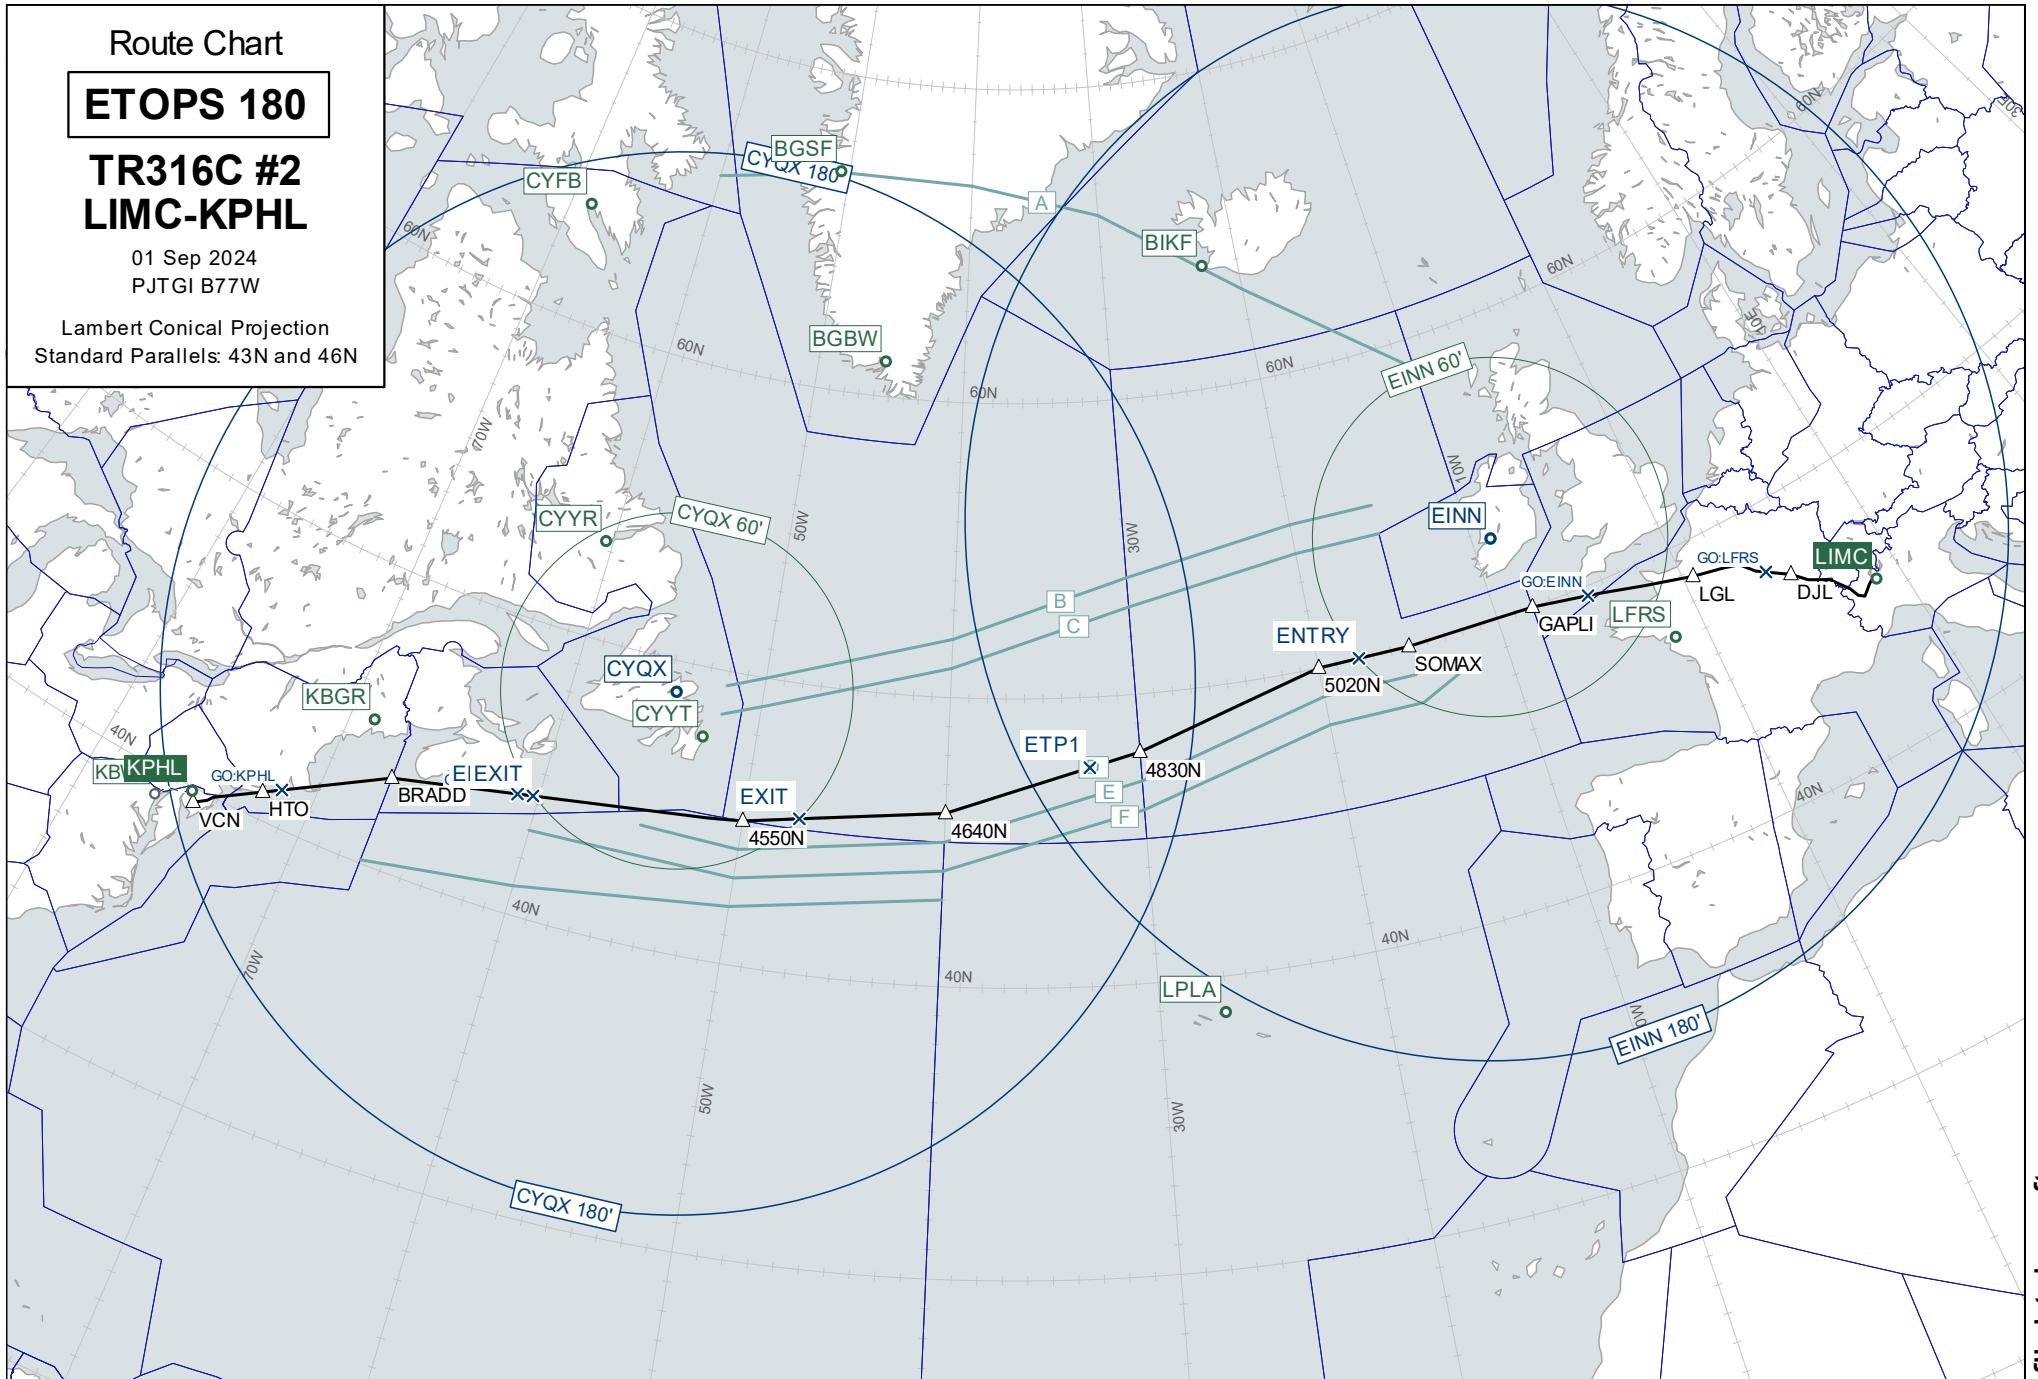 Route Chart
ETOPS 180
TR316C #2
LIMC-KPHL
01 Sep 2024
PJTGI B77W
Lambert Conical Projection
Standard Parallels: 43N and 46N
BGSF
CYQX 180'
CYFB
A
60N
60N
30E
BIKF
60N
10E
BGBW
60N
60N
60N
EINN 60'
70W
10W
CYYR
CYQX 60'
50W
30W
EINN
GO:LFRS
LIMC
GO:EINN
B
LGL
DJL
C
GAPLI
LFRS
ENTRY
SOMAX
CYQX
5020N
KBGR
CYYT
40N
ETP1
4830N
KPHL
GO:KPHL
EXIT
E
40N
BRADD
EXIT
HTO
VCN
F
4550N
4640N
40N
40N
70W
40N
LPLA
EINN 180'
50W
30W
CYQX 180'